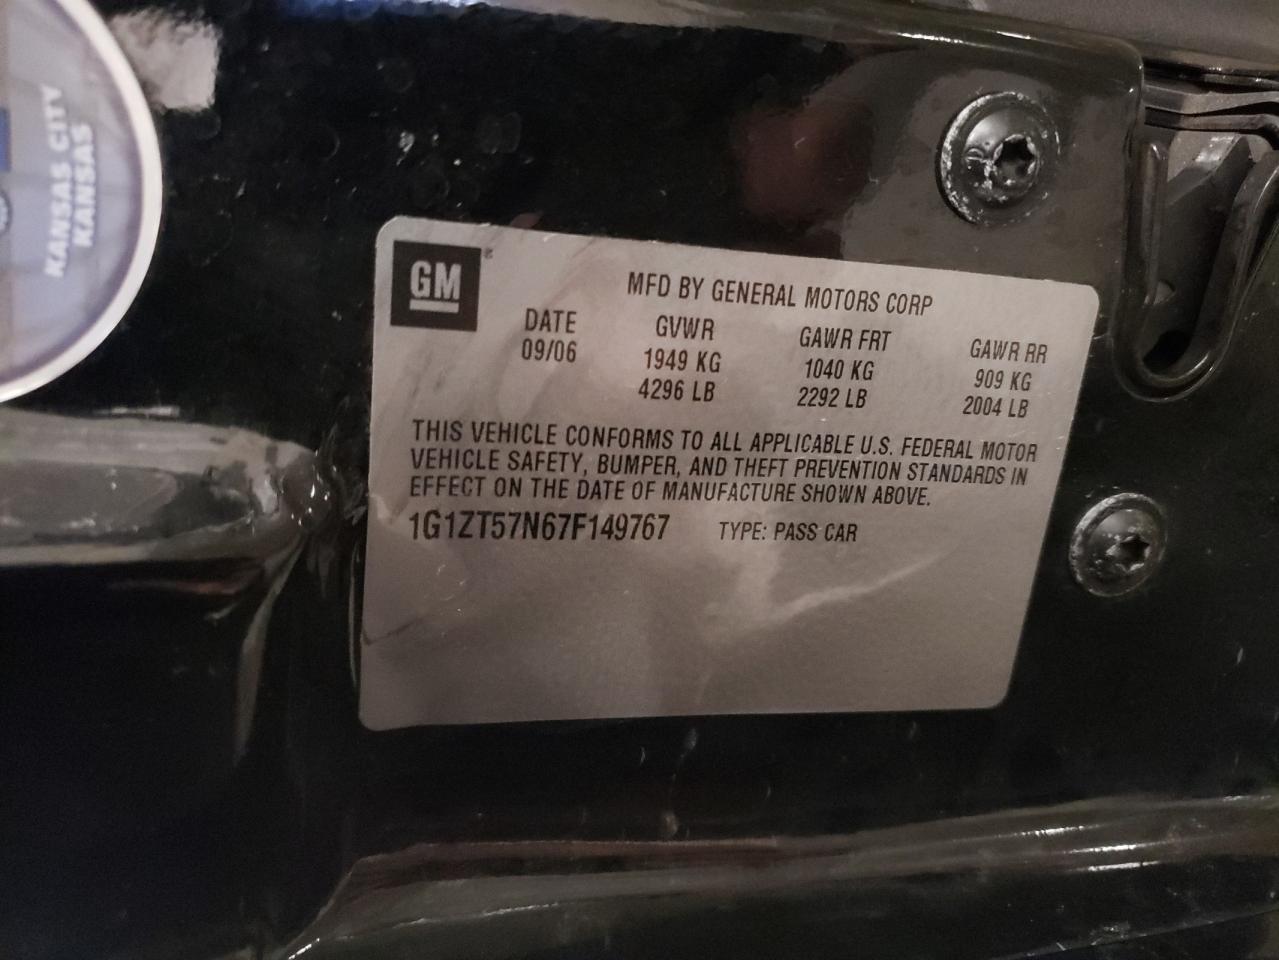 KANSAS CITY
KANSAS
GM
®
MFD BY GENERAL MOTORS CORP
DATE GVWR GAWR FRT GAWR RR
09/06 1949 KG 1040 KG 909 KG
4296 LB 2292 LB 2004 LB
THIS VEHICLE CONFORMS TO ALL APPLICABLE U.S. FEDERAL MOTOR
VEHICLE SAFETY, BUMPER, AND THEFT PREVENTION STANDARDS IN
EFFECT ON THE DATE OF MANUFACTURE SHOWN ABOVE.
1G1ZT57N67F149767 TYPE: PASS CAR